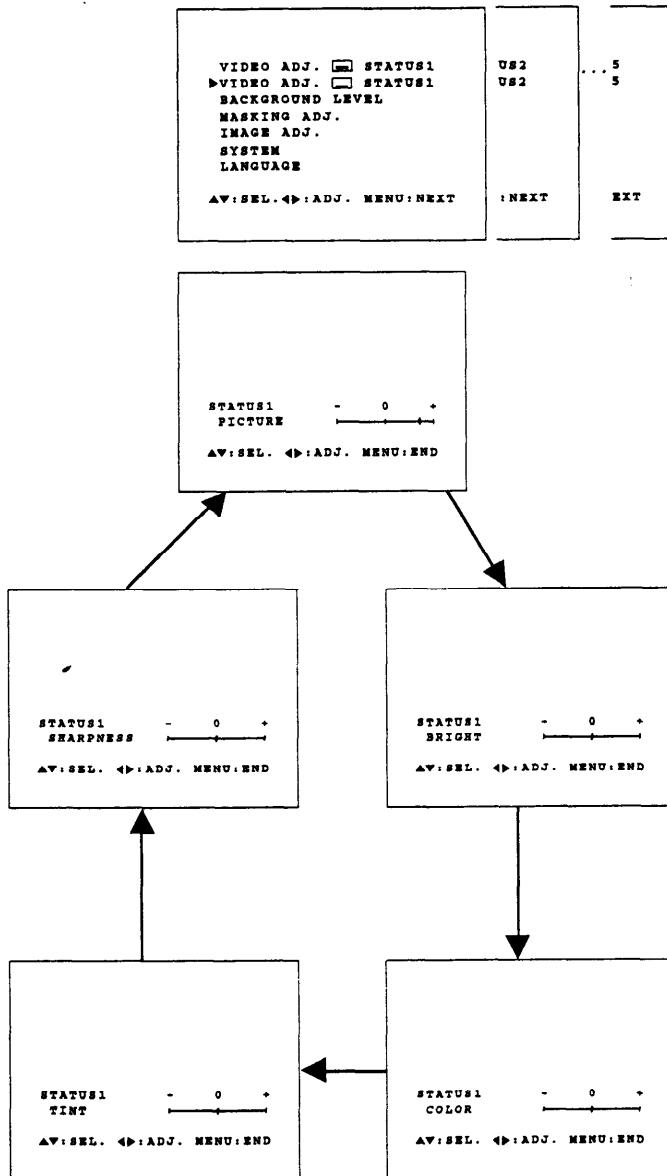 VIDEO ADJ. STATUS1
▶VIDEO ADJ. STATUS1
BACKGROUND LEVEL
MASKING ADJ.
IMAGE ADJ.
SYSTEM
LANGUAGE
▲▼:SEL.◀▶:ADJ. MENU:NEXT
US2
US2
:NEXT
...
5
5
EXT
STATUS1 - 0 +
PICTURE
▲▼:SEL. ◀▶:ADJ. MENU:END
STATUS1 - 0 +
SHARPNESS
▲▼:SEL. ◀▶:ADJ. MENU:END
STATUS1 - 0 +
BRIGHT
▲▼:SEL. ◀▶:ADJ. MENU:END
STATUS1 - 0 +
TINT
▲▼:SEL. ◀▶:ADJ. MENU:END
STATUS1 - 0 +
COLOR
▲▼:SEL. ◀▶:ADJ. MENU:END